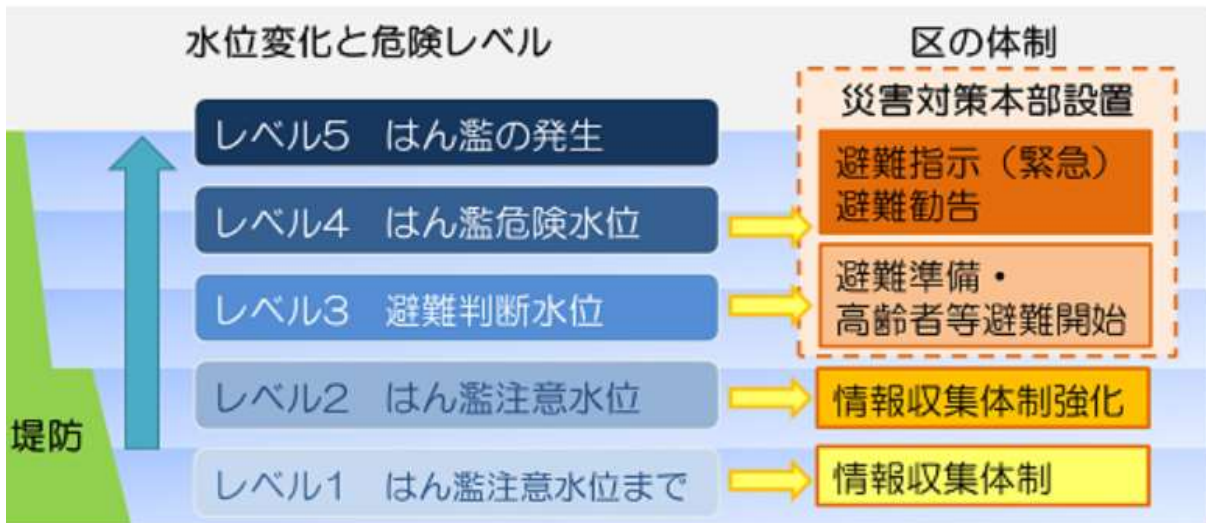 水位変化と危険レベル
区の体制
災害対策本部設置
レベル5 はん濫の発生
避難指示（緊急）
避難勧告
レベル4 はん濫危険水位
避難準備・
高齢者等避難開始
レベル3 避難判断水位
レベル2 はん濫注意水位
情報収集体制強化
堤防
レベル1 はん濫注意水位まで
情報収集体制